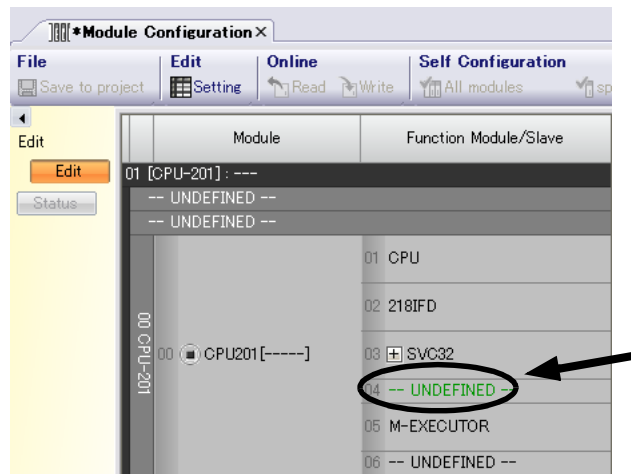 *Module Configuration ×
File Edit Online Self Configuration
Save to project Setting Read Write All modules sp
Edit Module Function Module/Slave
Edit
Status
01 [CPU-201] : ---
-- UNDEFINED --
-- UNDEFINED --
01 CPU
02 218IFD
00 CPU-201
00 CPU201 [-----] 03 + SVC32
04 -- UNDEFINED --
05 M-EXECUTOR
06 -- UNDEFINED --